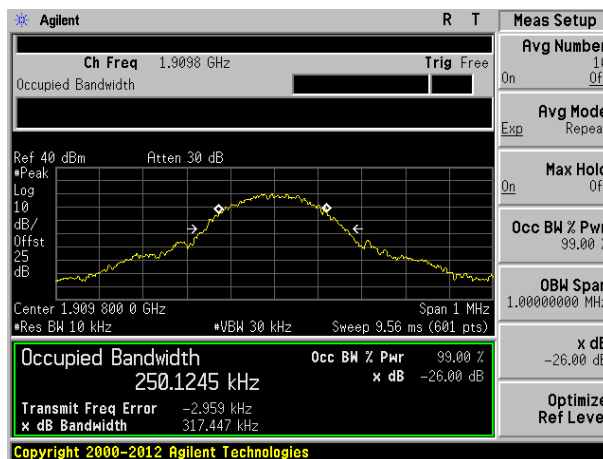 Agilent R T
Ch Freq 1.9098 GHz Trig Free
Occupied Bandwidth
Ref 40 dBm Atten 30 dB
#Peak
Log
10
dB/
Offst
25
dB
Center 1.909 800 0 GHz Span 1 MHz
#Res BW 10 kHz #VBW 30 kHz Sweep 9.56 ms (601 pts)
Occupied Bandwidth Occ BW % Pwr 99.00 %
250.1245 kHz x dB -26.00 dB
Transmit Freq Error -2.959 kHz
x dB Bandwidth 317.447 kHz
Copyright 2000-2012 Agilent Technologies
Meas Setup
Avg Number
On
Avg Mode
Exp Repea
Max Hold
On
Occ BW % Pwr
99.00
OBW Span
1.00000000 MHz
x dB
-26.00 dB
Optimize
Ref Level